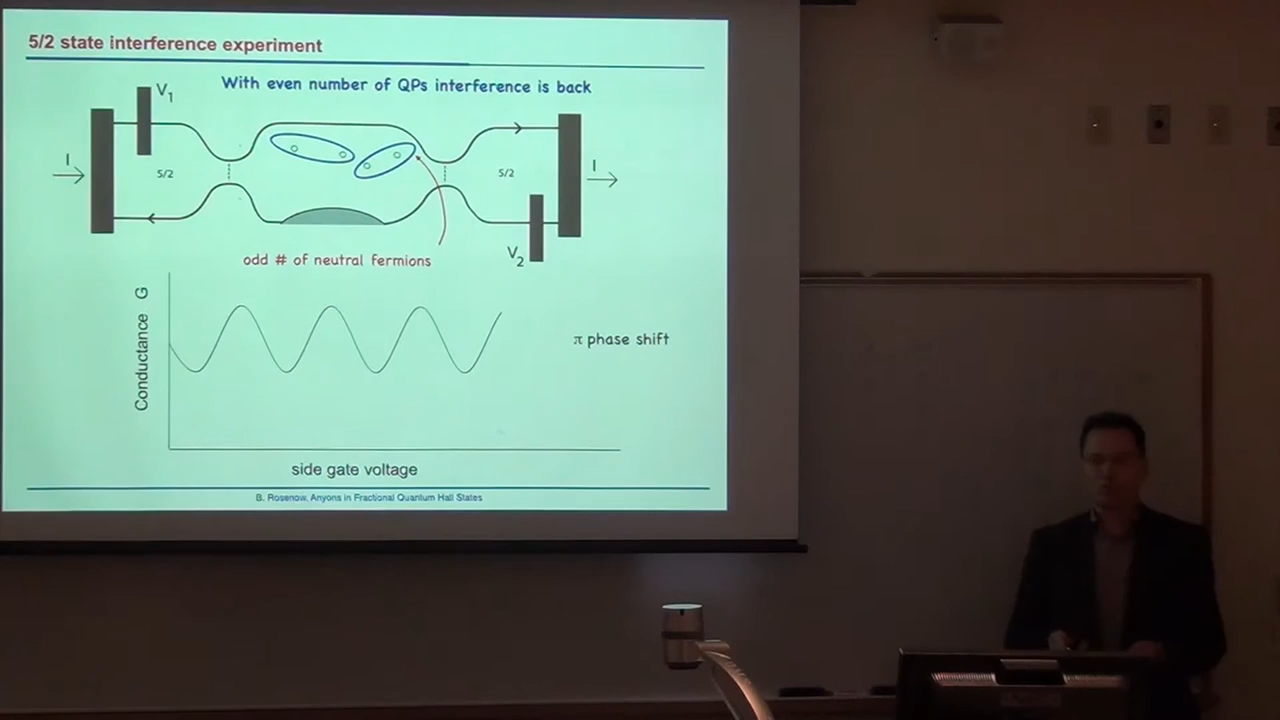 5/2 state interference experiment
With even number of QPs interference is back
V1
I
5/2
5/2
I
V2
odd # of neutral fermions
Conductance G
π phase shift
side gate voltage
B. Rosenow, Anyons in Fractional Quantum Hall States